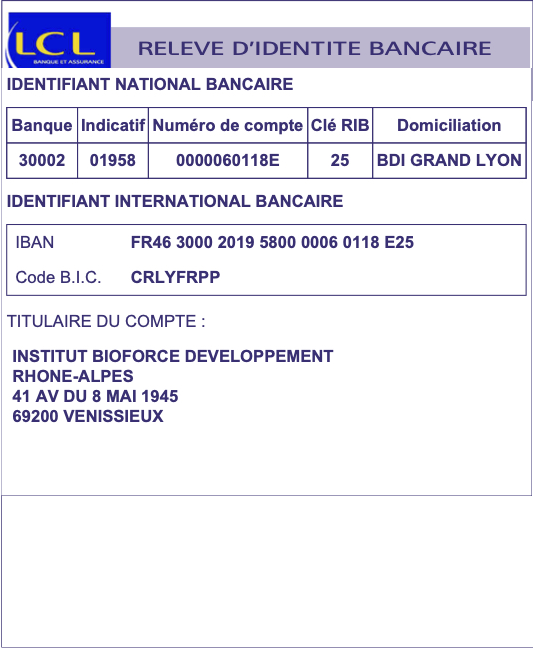 LCL
BANQUE ET ASSURANCE
RELEVE D'IDENTITE BANCAIRE
IDENTIFIANT NATIONAL BANCAIRE
Banque Indicatif Numéro de compte Clé RIB Domiciliation
30002 01958 0000060118E 25 BDI GRAND LYON
IDENTIFIANT INTERNATIONAL BANCAIRE
IBAN FR46 3000 2019 5800 0006 0118 E25
Code B.I.C. CRLYFRPP
TITULAIRE DU COMPTE :
INSTITUT BIOFORCE DEVELOPPEMENT
RHONE-ALPES
41 AV DU 8 MAI 1945
69200 VENISSIEUX